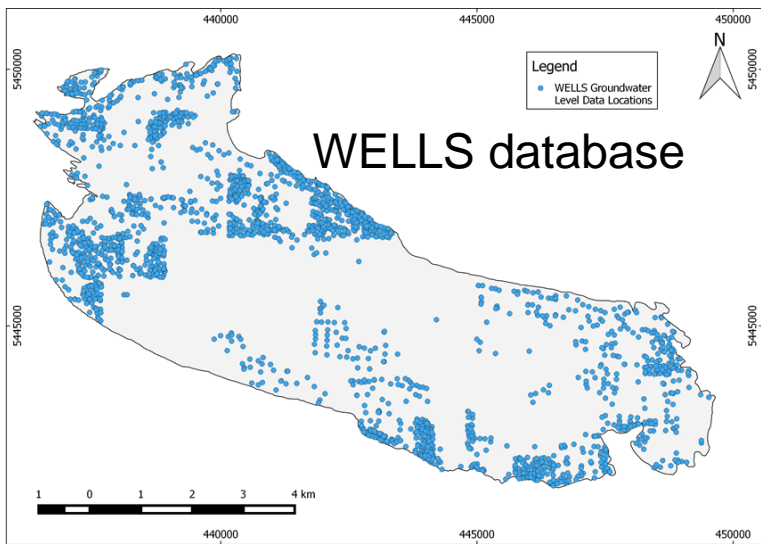 440000 445000 450000
5450000 5450000
N
Legend
WELLS Groundwater
Level Data Locations
WELLS database
5445000 5445000
1 0 1 2 3 4 km
440000 445000 450000